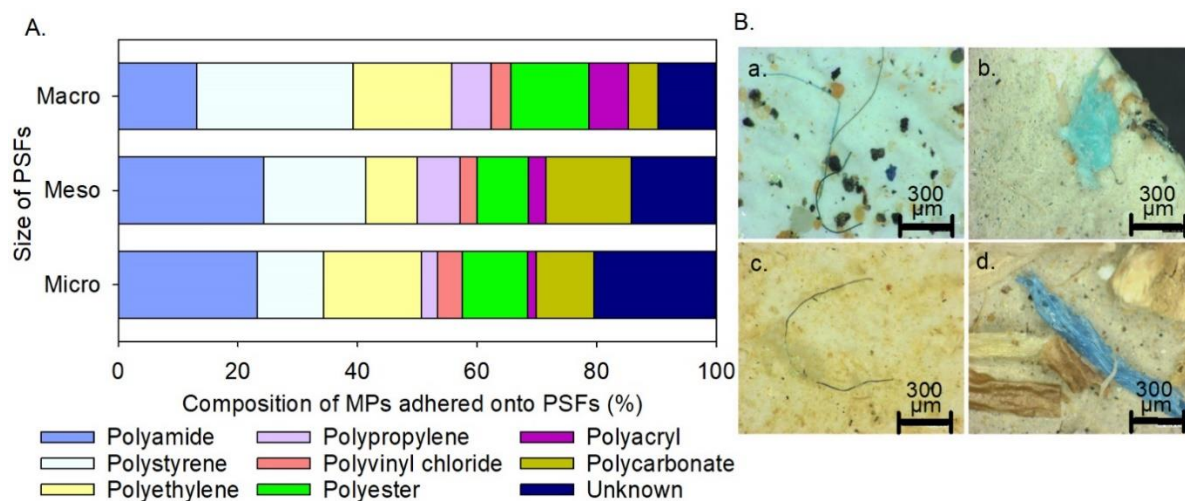 A.
B.
Size of PSFs
Macro
Meso
Micro
0 20 40 60 80 100
Composition of MPs adhered onto PSFs (%)
Polyamide Polypropylene Polyacryl
Polystyrene Polyvinyl chloride Polycarbonate
Polyethylene Polyester Unknown
a.
300
µm
b.
300
µm
c.
300
µm
d.
300
µm